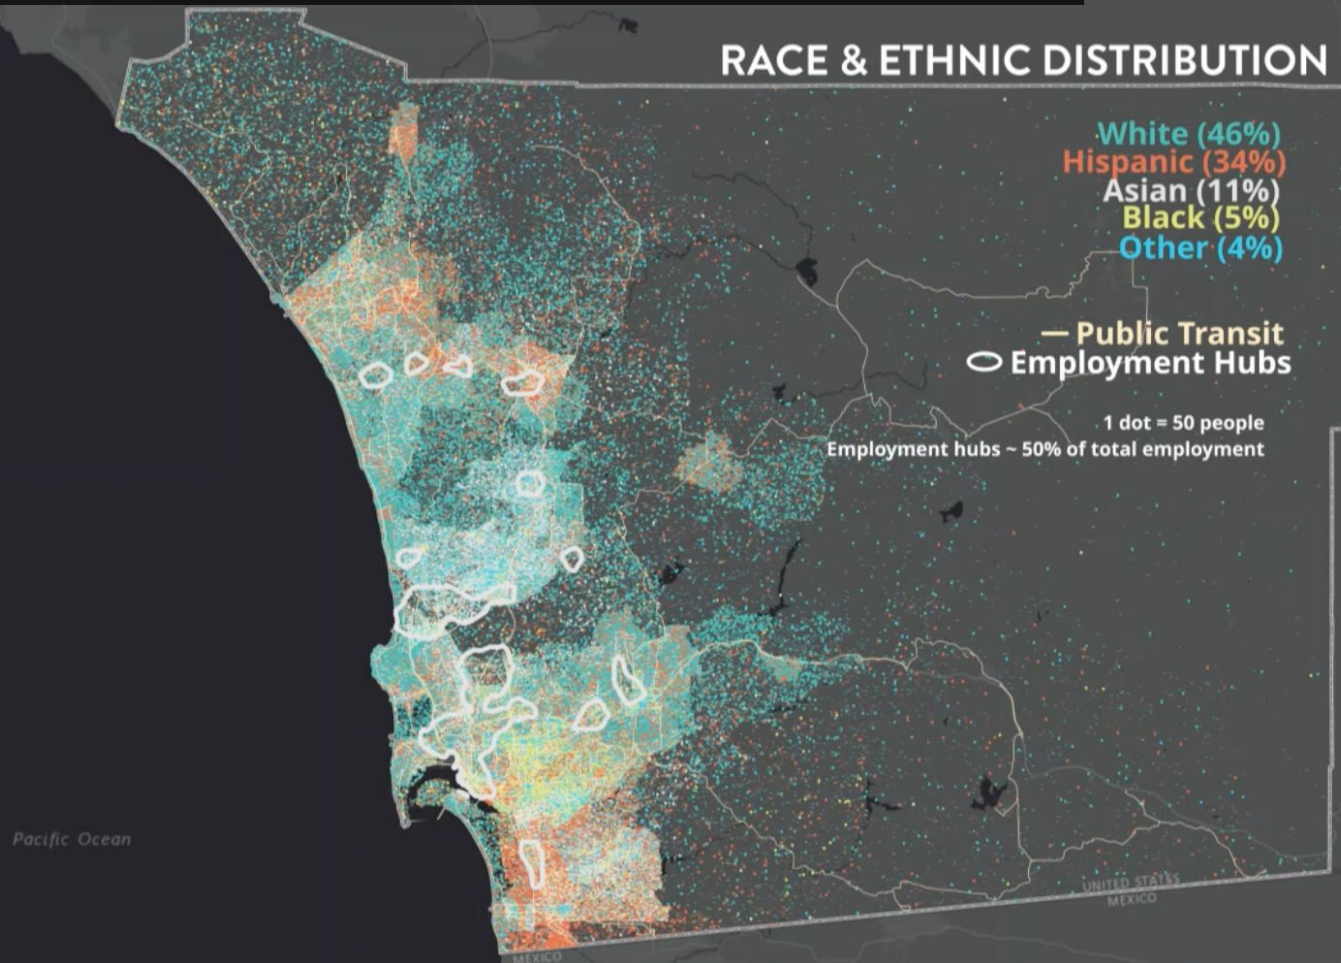 RACE & ETHNIC DISTRIBUTION
White (46%)
Hispanic (34%)
Asian (11%)
Black (5%)
Other (4%)
Public Transit
Employment Hubs
1 dot = 50 people
Employment hubs ~ 50% of total employment
Pacific Ocean
UNITED STATES
MEXICO
MEXICO